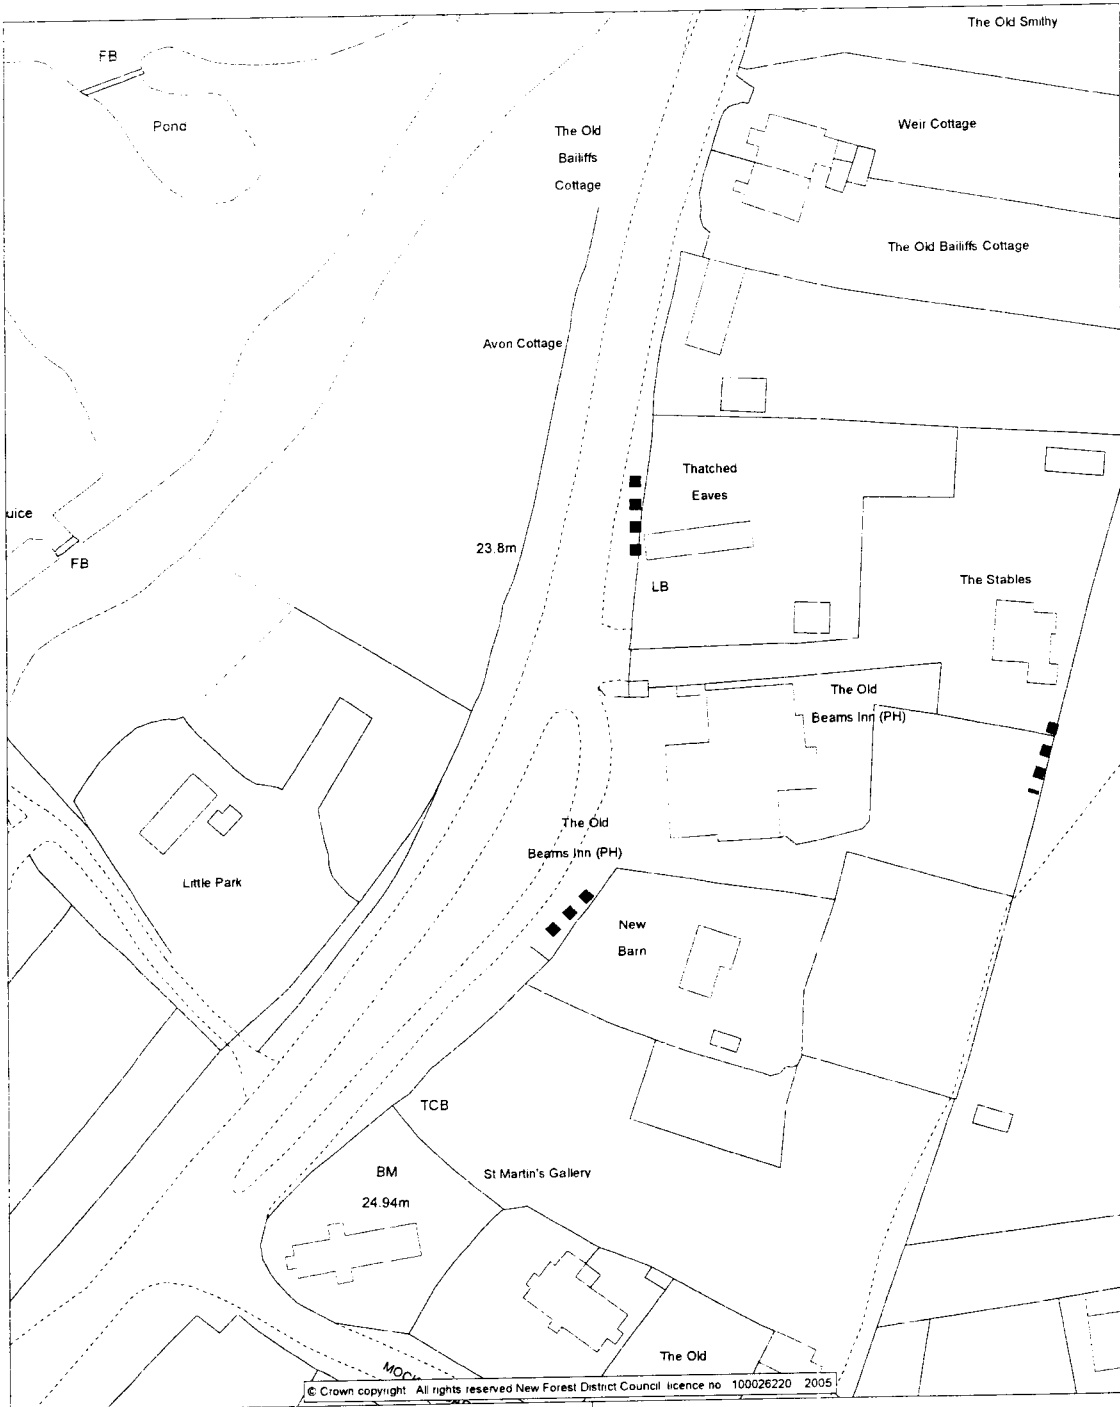 The Old Smithy
FB
Pond
The Old
Bailiffs
Cottage
Weir Cottage
The Old Bailiffs Cottage
Avon Cottage
Thatched
Eaves
uice
23.8m
FB
LB
The Stables
The Old
Beams Inn (PH)
The Old
Beams Inn (PH)
Little Park
New
Barn
TCB
BM
24.94m
St Martin's Gallery
The Old
MOCK
© Crown copyright All rights reserved New Forest District Council licence no 100026220 2005